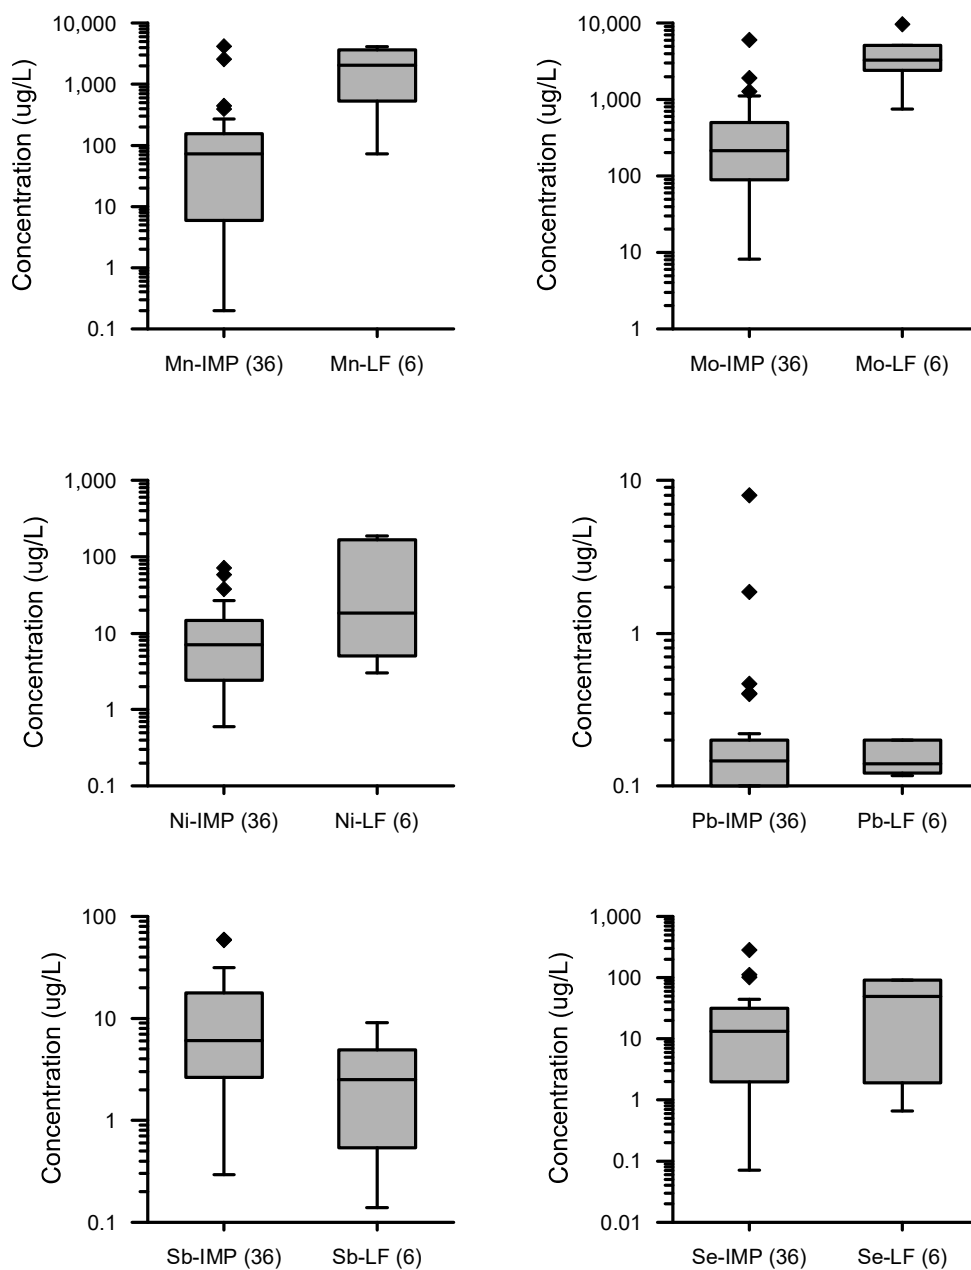 10,000
1,000
100
10
1
0.1
Concentration (ug/L)
Mn-IMP (36)
Mn-LF (6)
10,000
1,000
100
10
1
Concentration (ug/L)
Mo-IMP (36)
Mo-LF (6)
1,000
100
10
1
0.1
Concentration (ug/L)
Ni-IMP (36)
Ni-LF (6)
10
1
0.1
Concentration (ug/L)
Pb-IMP (36)
Pb-LF (6)
100
10
1
0.1
Concentration (ug/L)
Sb-IMP (36)
Sb-LF (6)
1,000
100
10
1
0.1
0.01
Concentration (ug/L)
Se-IMP (36)
Se-LF (6)